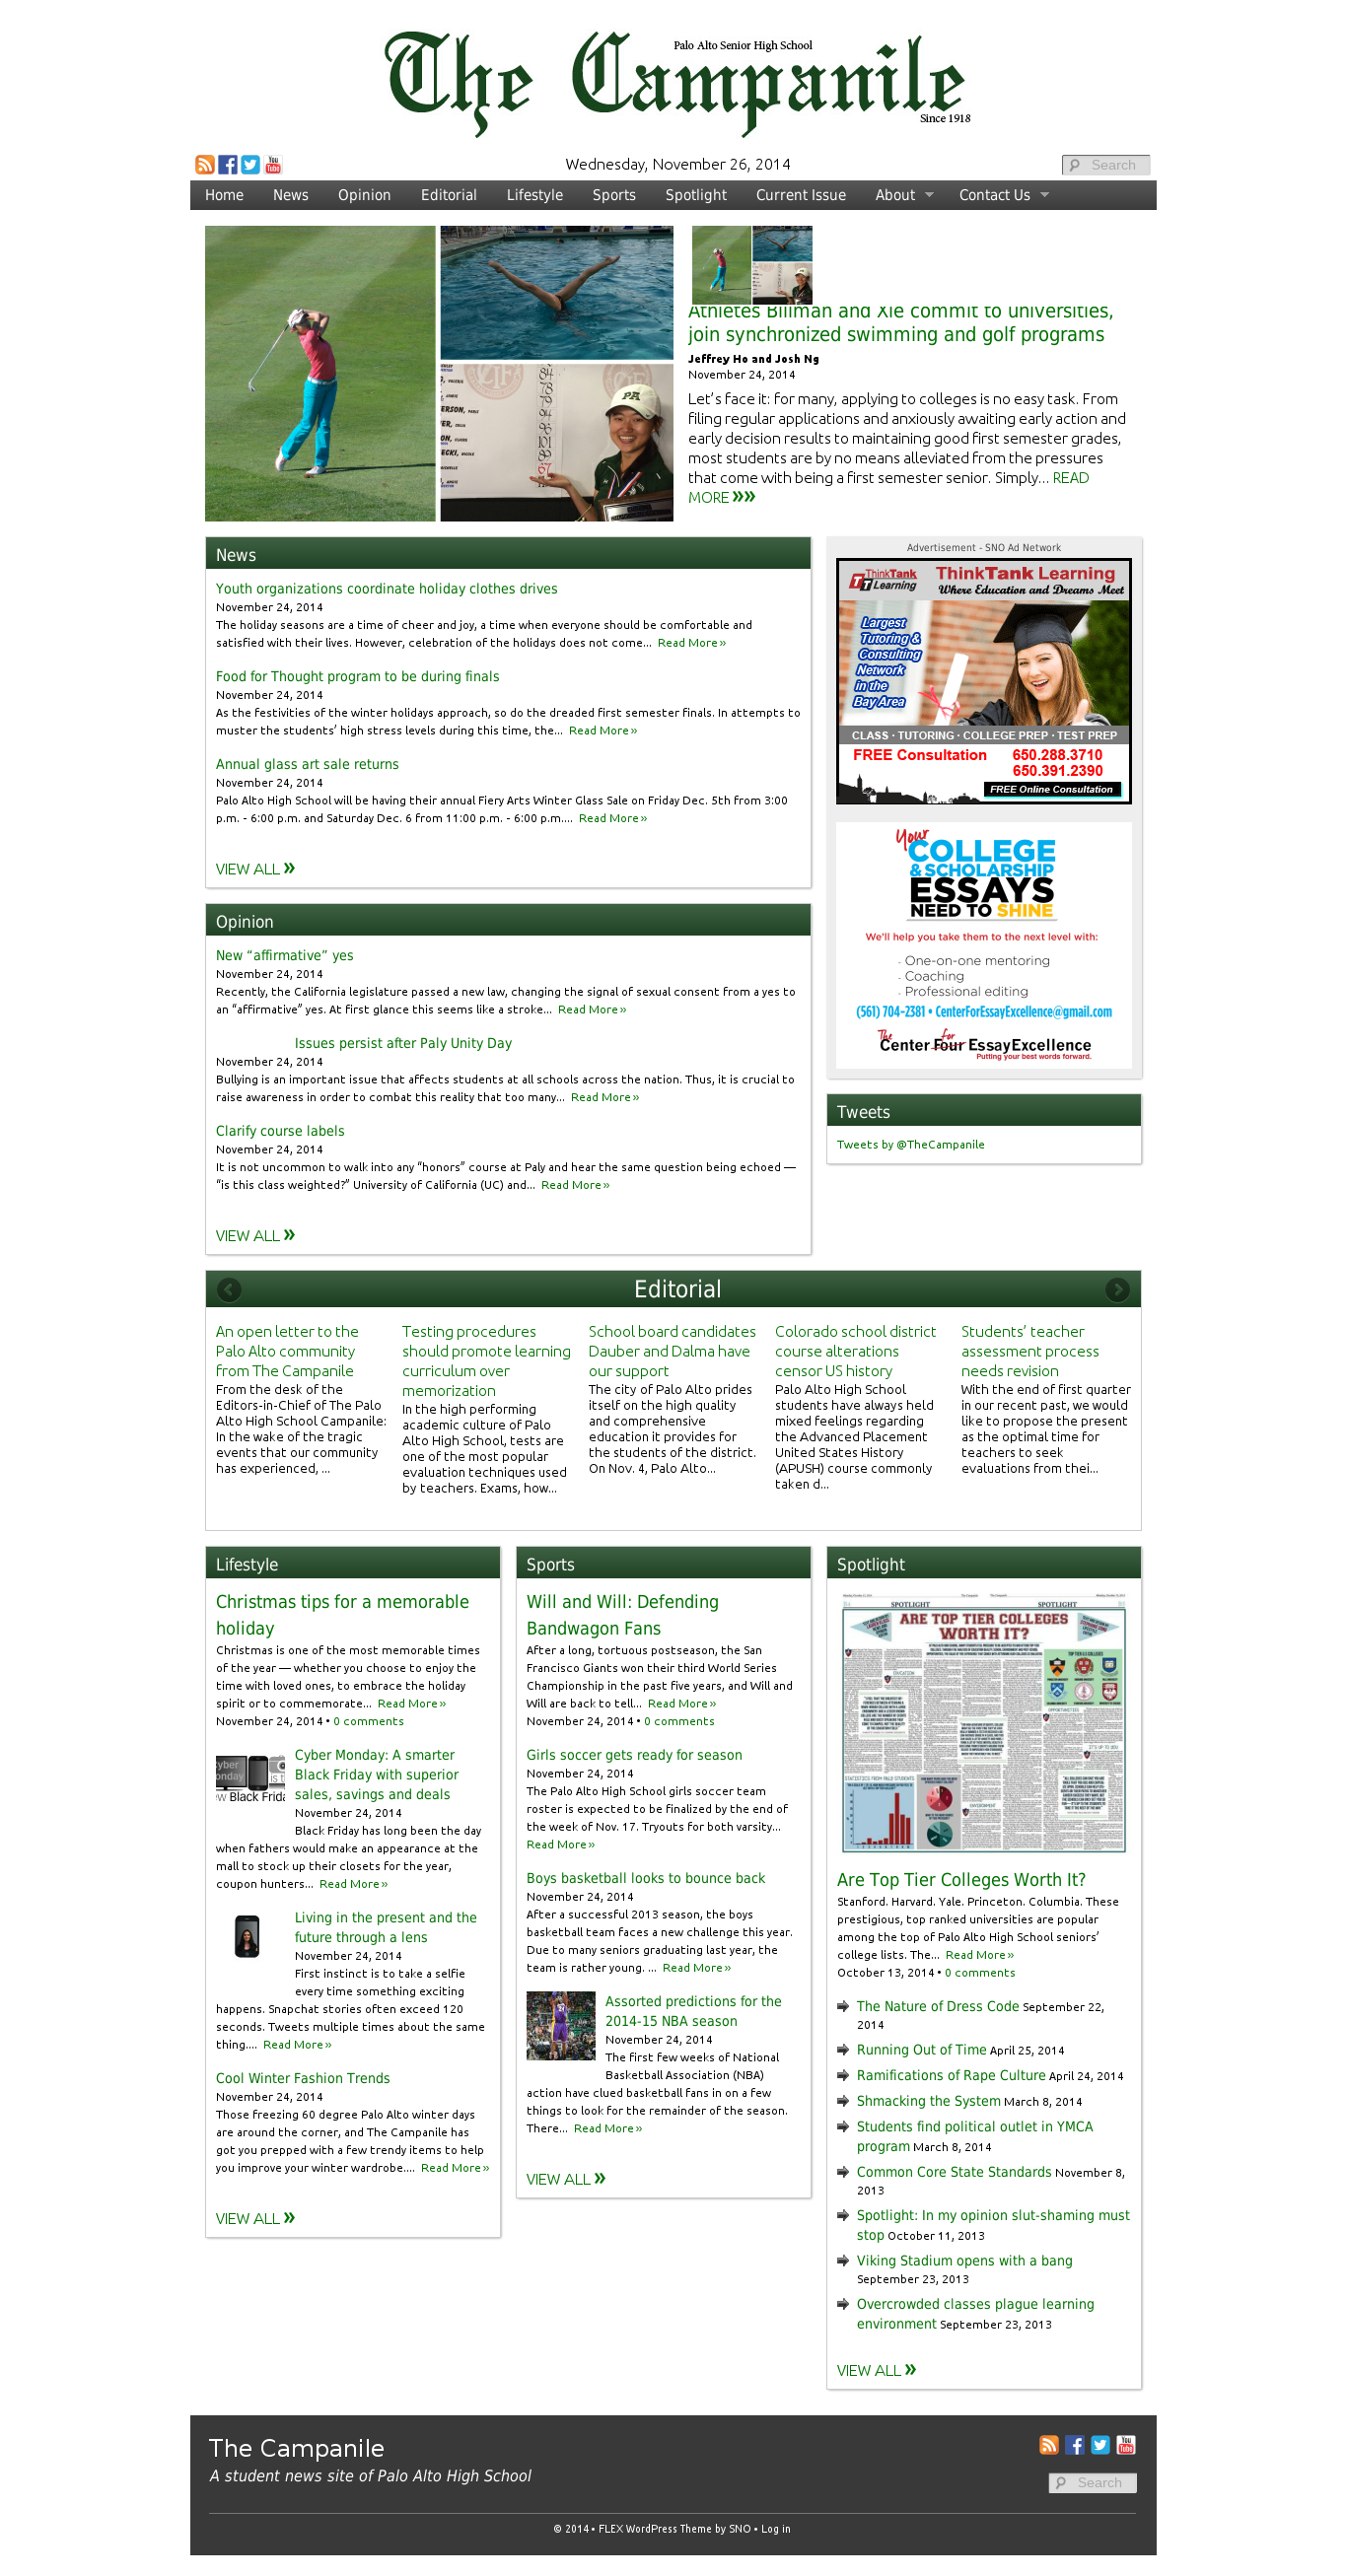 The Campanile
Palo Alto Senior High School
Since 1918
Wednesday, November 26, 2014
Search
Home News Opinion Editorial Lifestyle Sports Spotlight Current Issue About Contact Us
Athletes Billman and Xie commit to universities,
join synchronized swimming and golf programs
Jeffrey Ho and Josh Ng
November 24, 2014
Let’s face it: for many, applying to colleges is no easy task. From
filing regular applications and anxiously awaiting early action and
early decision results to maintaining good first semester grades,
most students are by no means alleviated from the pressures
that come with being a first semester senior. Simply... READ
MORE »»
News
Youth organizations coordinate holiday clothes drives
November 24, 2014
The holiday seasons are a time of cheer and joy, a time when everyone should be comfortable and
satisfied with their lives. However, celebration of the holidays does not come... Read More »
Food for Thought program to be during finals
November 24, 2014
As the festivities of the winter holidays approach, so do the dreaded first semester finals. In attempts to
muster the students’ high stress levels during this time, the... Read More »
Annual glass art sale returns
November 24, 2014
Palo Alto High School will be having their annual Fiery Arts Winter Glass Sale on Friday Dec. 5th from 3:00
p.m. - 6:00 p.m. and Saturday Dec. 6 from 11:00 p.m. - 6:00 p.m.... Read More »
VIEW ALL »
Opinion
New “affirmative” yes
November 24, 2014
Recently, the California legislature passed a new law, changing the signal of sexual consent from a yes to
an “affirmative” yes. At first glance this seems like a stroke... Read More »
Issues persist after Paly Unity Day
November 24, 2014
Bullying is an important issue that affects students at all schools across the nation. Thus, it is crucial to
raise awareness in order to combat this reality that too many... Read More »
Clarify course labels
November 24, 2014
It is not uncommon to walk into any “honors” course at Paly and hear the same question being echoed —
“is this class weighted?” University of California (UC) and... Read More »
VIEW ALL »
Advertisement - SNO Ad Network
ThinkTank Learning
ThinkTank Learning
Where Education and Dreams Meet
Largest
Tutoring &
Consulting
Network
in the
Bay Area
CLASS · TUTORING · COLLEGE PREP · TEST PREP
FREE Consultation 650.288.3710
650.391.2390
FREE Online Consultation
Your
COLLEGE
& SCHOLARSHIP
ESSAYS
NEED TO SHINE
We'll help you take them to the next level with:
- One-on-one mentoring
- Coaching
- Professional editing
(561) 704-2381 • CenterForEssayExcellence@gmail.com
The Center Four for EssayExcellence
Putting your best words forward.
Tweets
Tweets by @TheCampanile
Editorial
An open letter to the
Palo Alto community
from The Campanile
From the desk of the
Editors-in-Chief of The Palo
Alto High School Campanile:
In the wake of the tragic
events that our community
has experienced, ...
Testing procedures
should promote learning
curriculum over
memorization
In the high performing
academic culture of Palo
Alto High School, tests are
one of the most popular
evaluation techniques used
by teachers. Exams, how...
School board candidates
Dauber and Dalma have
our support
The city of Palo Alto prides
itself on the high quality
and comprehensive
education it provides for
the students of the district.
On Nov. 4, Palo Alto...
Colorado school district
course alterations
censor US history
Palo Alto High School
students have always held
mixed feelings regarding
the Advanced Placement
United States History
(APUSH) course commonly
taken d...
Students’ teacher
assessment process
needs revision
With the end of first quarter
in our recent past, we would
like to propose the present
as the optimal time for
teachers to seek
evaluations from thei...
Lifestyle
Christmas tips for a memorable
holiday
Christmas is one of the most memorable times
of the year — whether you choose to enjoy the
time with loved ones, to embrace the holiday
spirit or to commemorate... Read More »
November 24, 2014 • 0 comments
Cyber Monday: A smarter
Black Friday with superior
sales, savings and deals
November 24, 2014
Black Friday has long been the day
when fathers would make an appearance at the
mall to stock up their closets for the year,
coupon hunters... Read More »
Living in the present and the
future through a lens
November 24, 2014
First instinct is to take a selfie
every time something exciting
happens. Snapchat stories often exceed 120
seconds. Tweets multiple times about the same
thing.... Read More »
Cool Winter Fashion Trends
November 24, 2014
Those freezing 60 degree Palo Alto winter days
are around the corner, and The Campanile has
got you prepped with a few trendy items to help
you improve your winter wardrobe.... Read More »
VIEW ALL »
Sports
Will and Will: Defending
Bandwagon Fans
After a long, tortuous postseason, the San
Francisco Giants won their third World Series
Championship in the past five years, and Will and
Will are back to tell... Read More »
November 24, 2014 • 0 comments
Girls soccer gets ready for season
November 24, 2014
The Palo Alto High School girls soccer team
roster is expected to be finalized by the end of
the week of Nov. 17. Tryouts for both varsity...
Read More »
Boys basketball looks to bounce back
November 24, 2014
After a successful 2013 season, the boys
basketball team faces a new challenge this year.
Due to many seniors graduating last year, the
team is rather young. ... Read More »
Assorted predictions for the
2014-15 NBA season
November 24, 2014
The first few weeks of National
Basketball Association (NBA)
action have clued basketball fans in on a few
things to look for the remainder of the season.
There... Read More »
VIEW ALL »
Spotlight
SPOTLIGHT SPOTLIGHT
ARE TOP TIER COLLEGES
WORTH IT?
Are Top Tier Colleges Worth It?
Stanford. Harvard. Yale. Princeton. Columbia. These
prestigious, top ranked universities are popular
among the top of Palo Alto High School seniors’
college lists. The... Read More »
October 13, 2014 • 0 comments
The Nature of Dress Code September 22,
2014
Running Out of Time April 25, 2014
Ramifications of Rape Culture April 24, 2014
Shmacking the System March 8, 2014
Students find political outlet in YMCA
program March 8, 2014
Common Core State Standards November 8,
2013
Spotlight: In my opinion slut-shaming must
stop October 11, 2013
Viking Stadium opens with a bang
September 23, 2013
Overcrowded classes plague learning
environment September 23, 2013
VIEW ALL »
The Campanile
A student news site of Palo Alto High School
Search
© 2014 • FLEX WordPress Theme by SNO • Log in